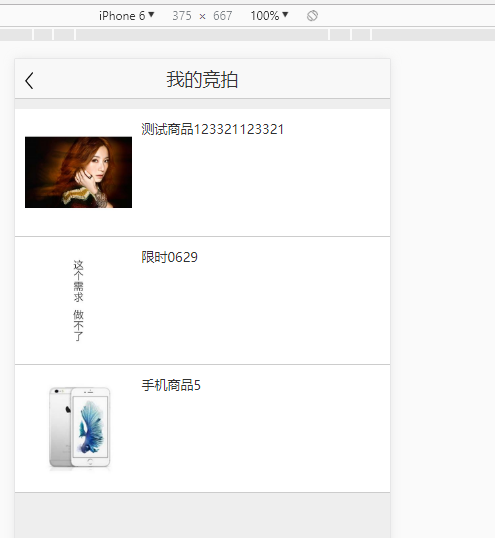 iPhone 6 ▼ 375 × 667 100% ▼
我的竞拍
测试商品123321123321
限时0629
这个需求 做不了
手机商品5